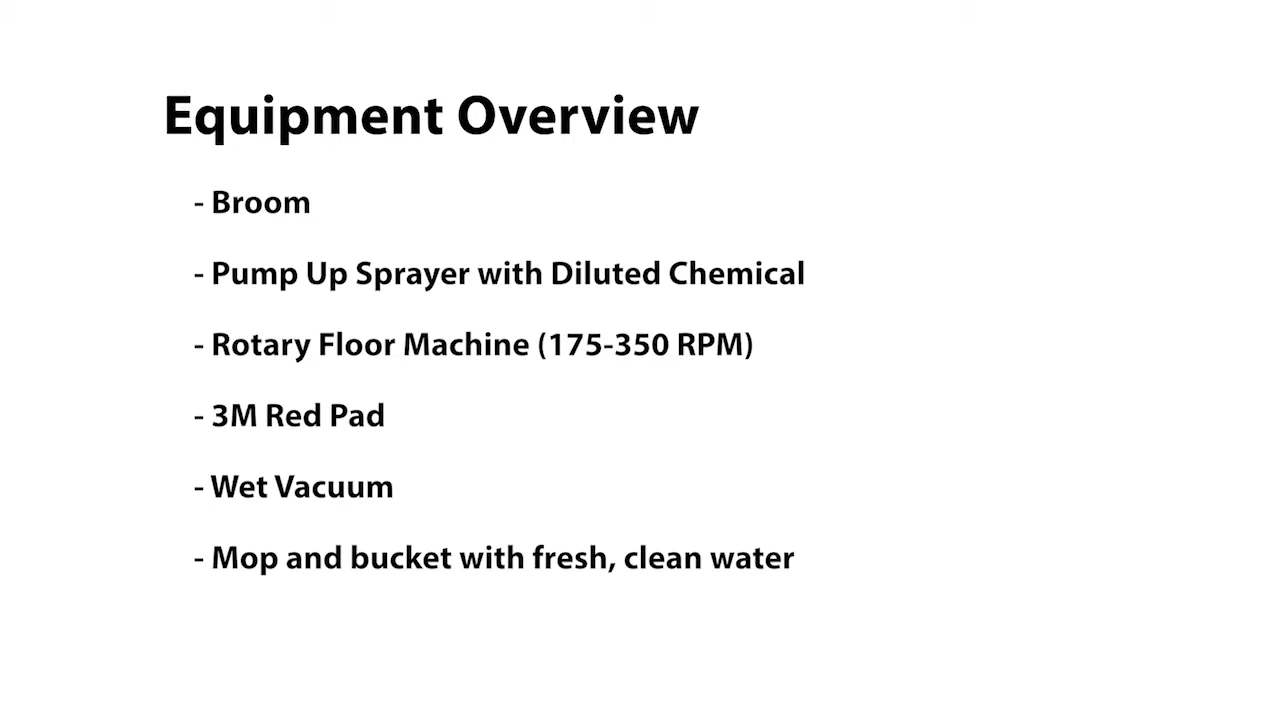 Equipment Overview
- Broom
- Pump Up Sprayer with Diluted Chemical
- Rotary Floor Machine (175-350 RPM)
- 3M Red Pad
- Wet Vacuum
- Mop and bucket with fresh, clean water